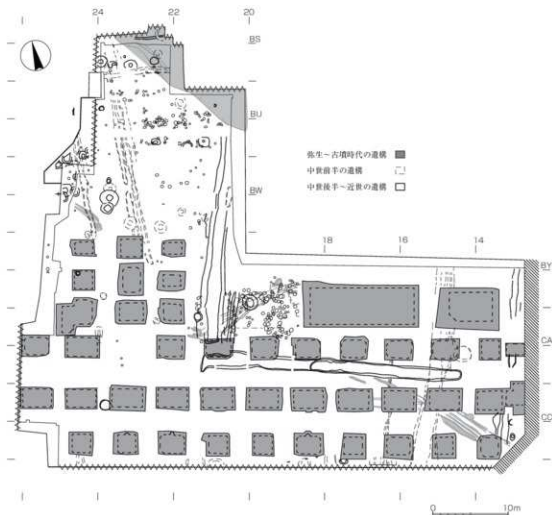 24
22
20
BS
BU
弥生～古墳時代の遺構
中世前半の遺構
中世後半～近世の遺構
BW
18
16
14
BY
CA
CC
0
10m